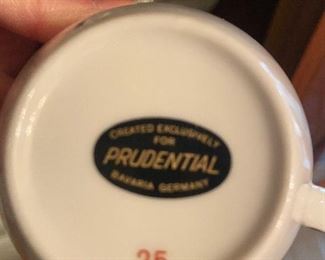 CREATED EXCLUSIVELY
FOR
PRUDENTIAL
BAVARIA GERMANY
25